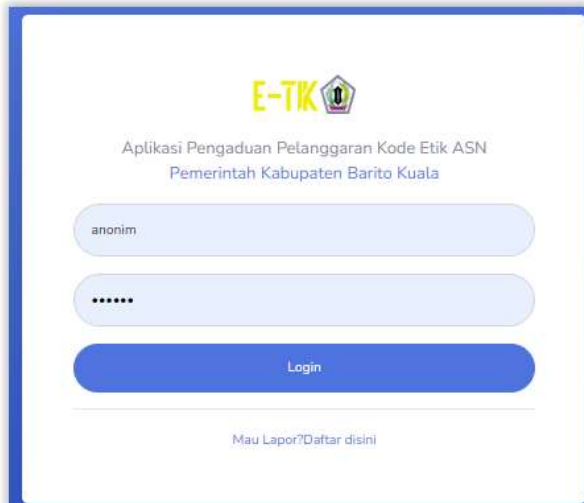 E-TIK
Aplikasi Pengaduan Pelanggaran Kode Etik ASN
Pemerintah Kabupaten Barito Kuala
anonim
••••••
Login
Mau Lapor?Daftar disini